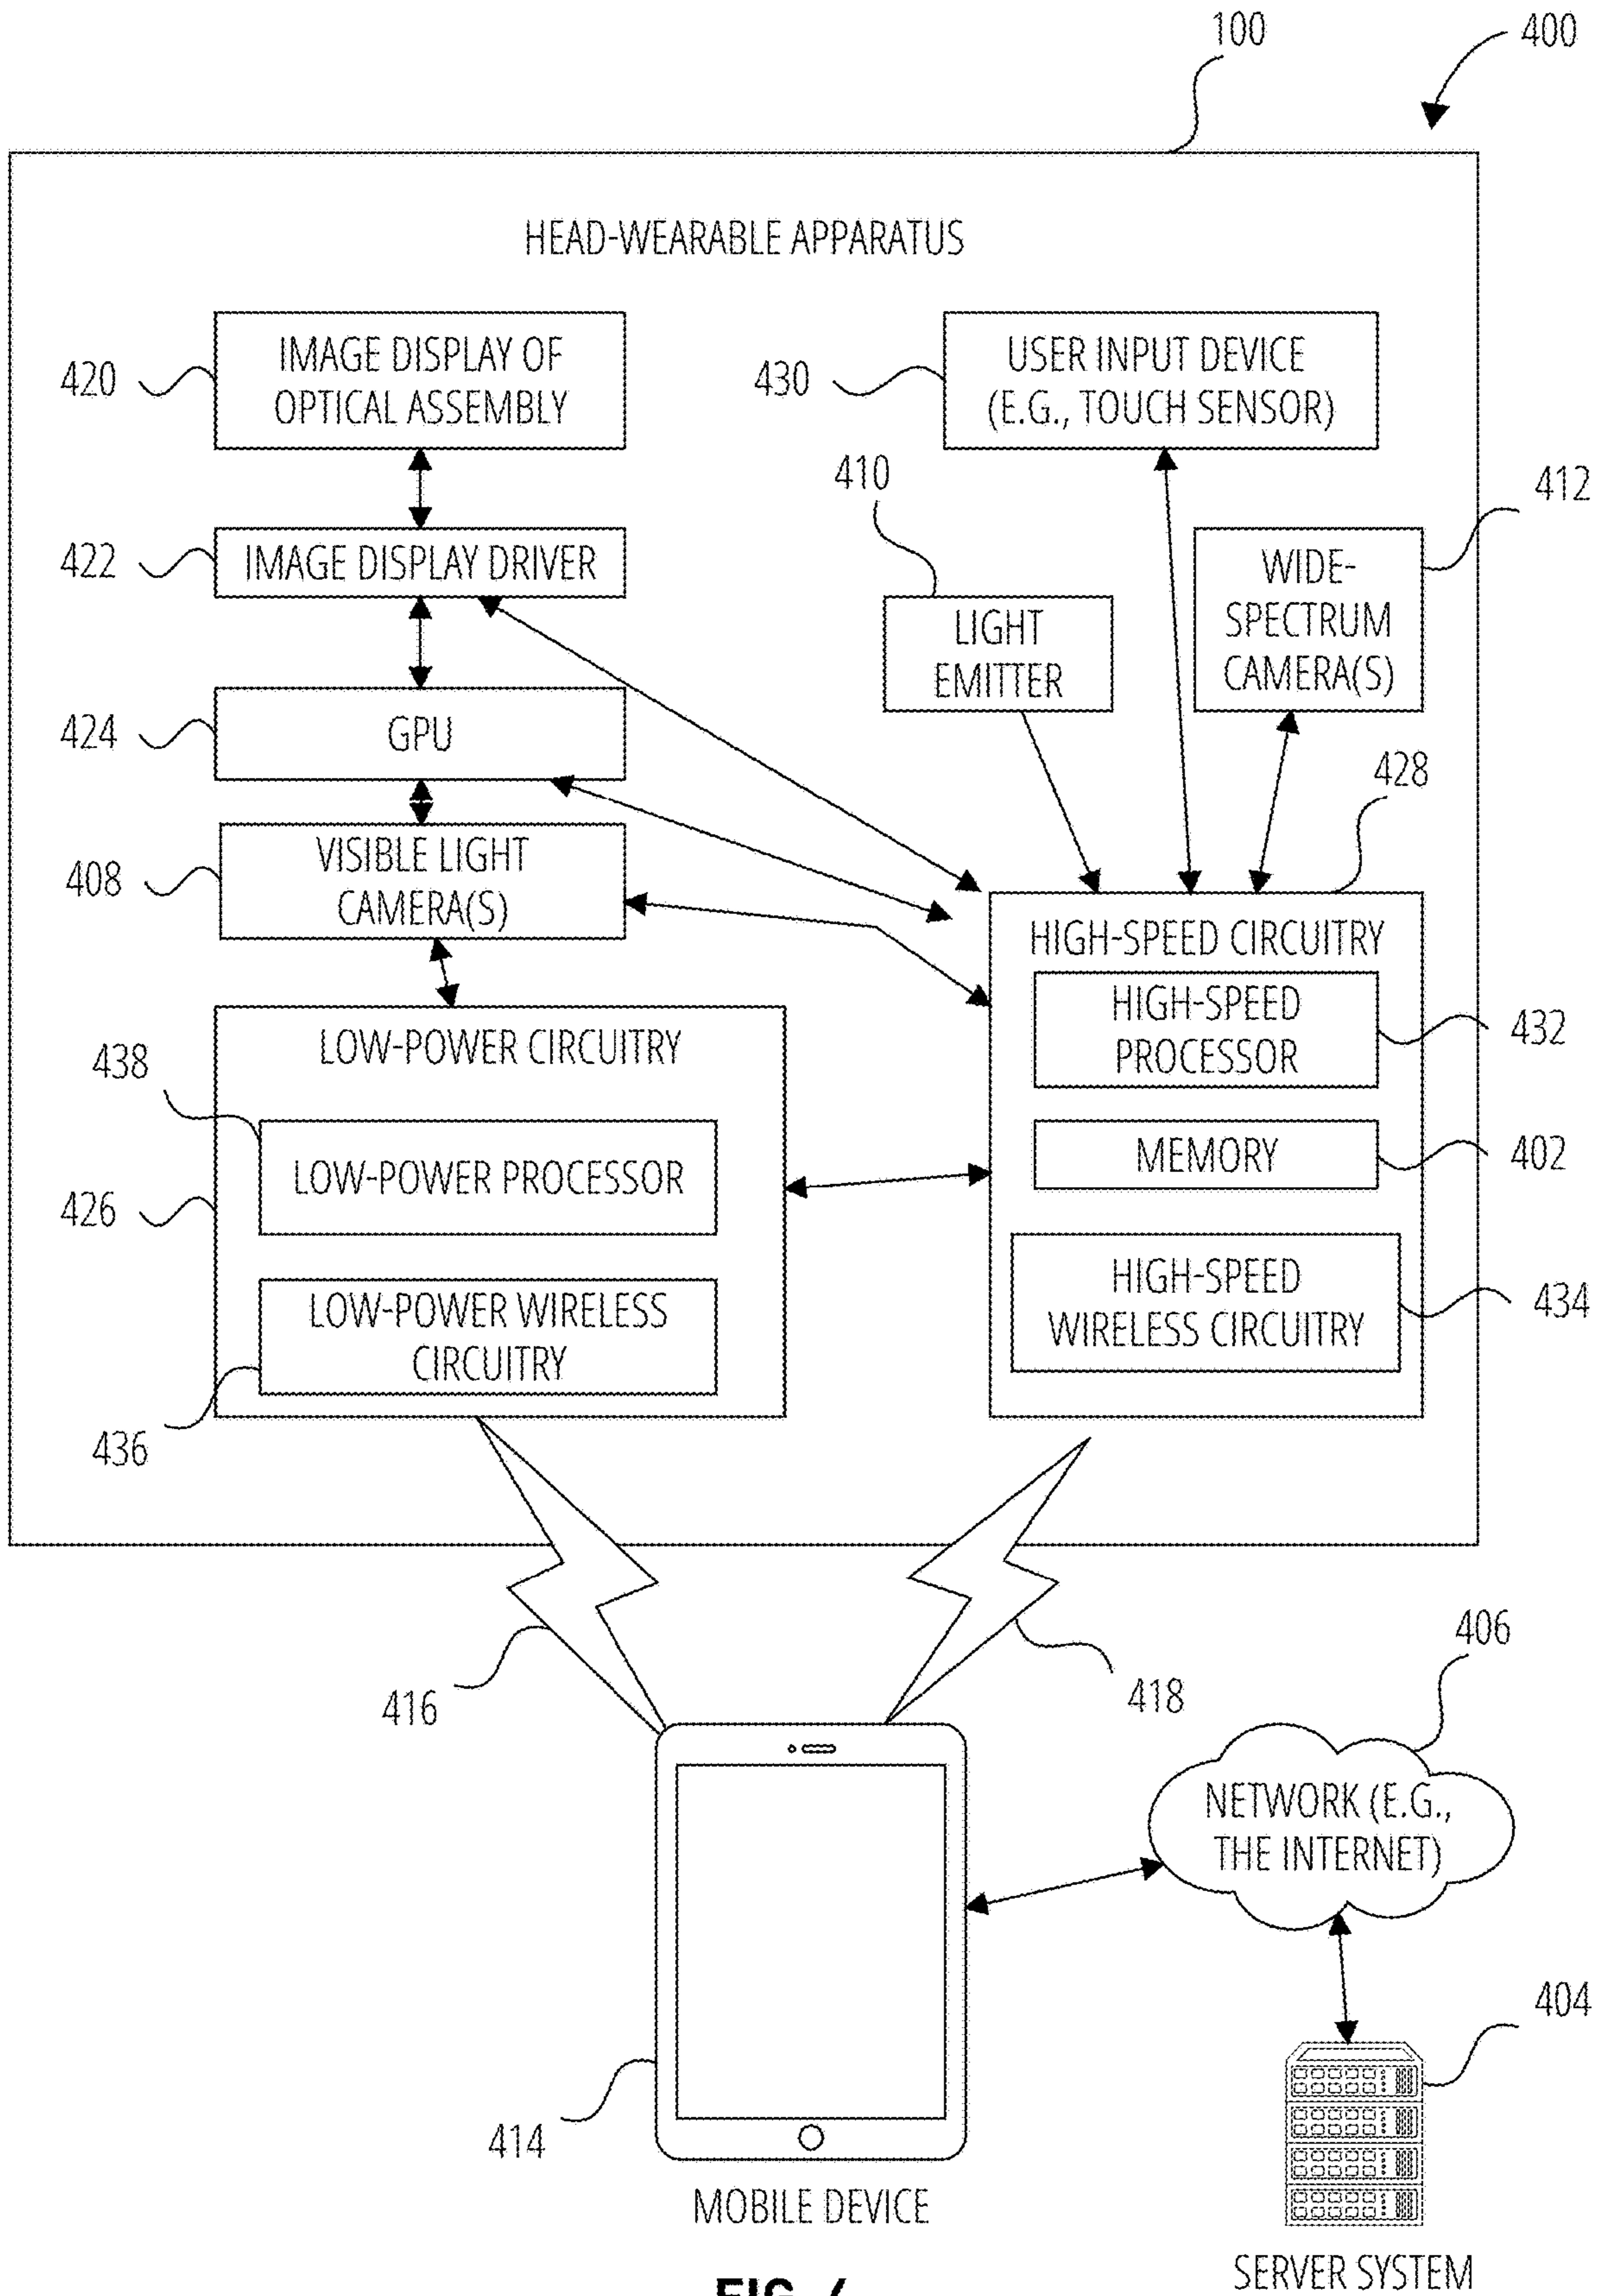 100
400
HEAD-WEARABLE APPARATUS
420
IMAGE DISPLAY OF
OPTICAL ASSEMBLY
430
USER INPUT DEVICE
(E.G., TOUCH SENSOR)
410
412
422
IMAGE DISPLAY DRIVER
LIGHT
EMITTER
WIDE-
SPECTRUM
CAMERA(S)
424
GPU
428
408
VISIBLE LIGHT
CAMERA(S)
HIGH-SPEED CIRCUITRY
HIGH-SPEED
PROCESSOR
432
LOW-POWER CIRCUITRY
438
LOW-POWER PROCESSOR
MEMORY
402
426
HIGH-SPEED
WIRELESS CIRCUITRY
434
LOW-POWER WIRELESS
CIRCUITRY
436
416
418
406
NETWORK (E.G.,
THE INTERNET)
404
414
MOBILE DEVICE
SERVER SYSTEM